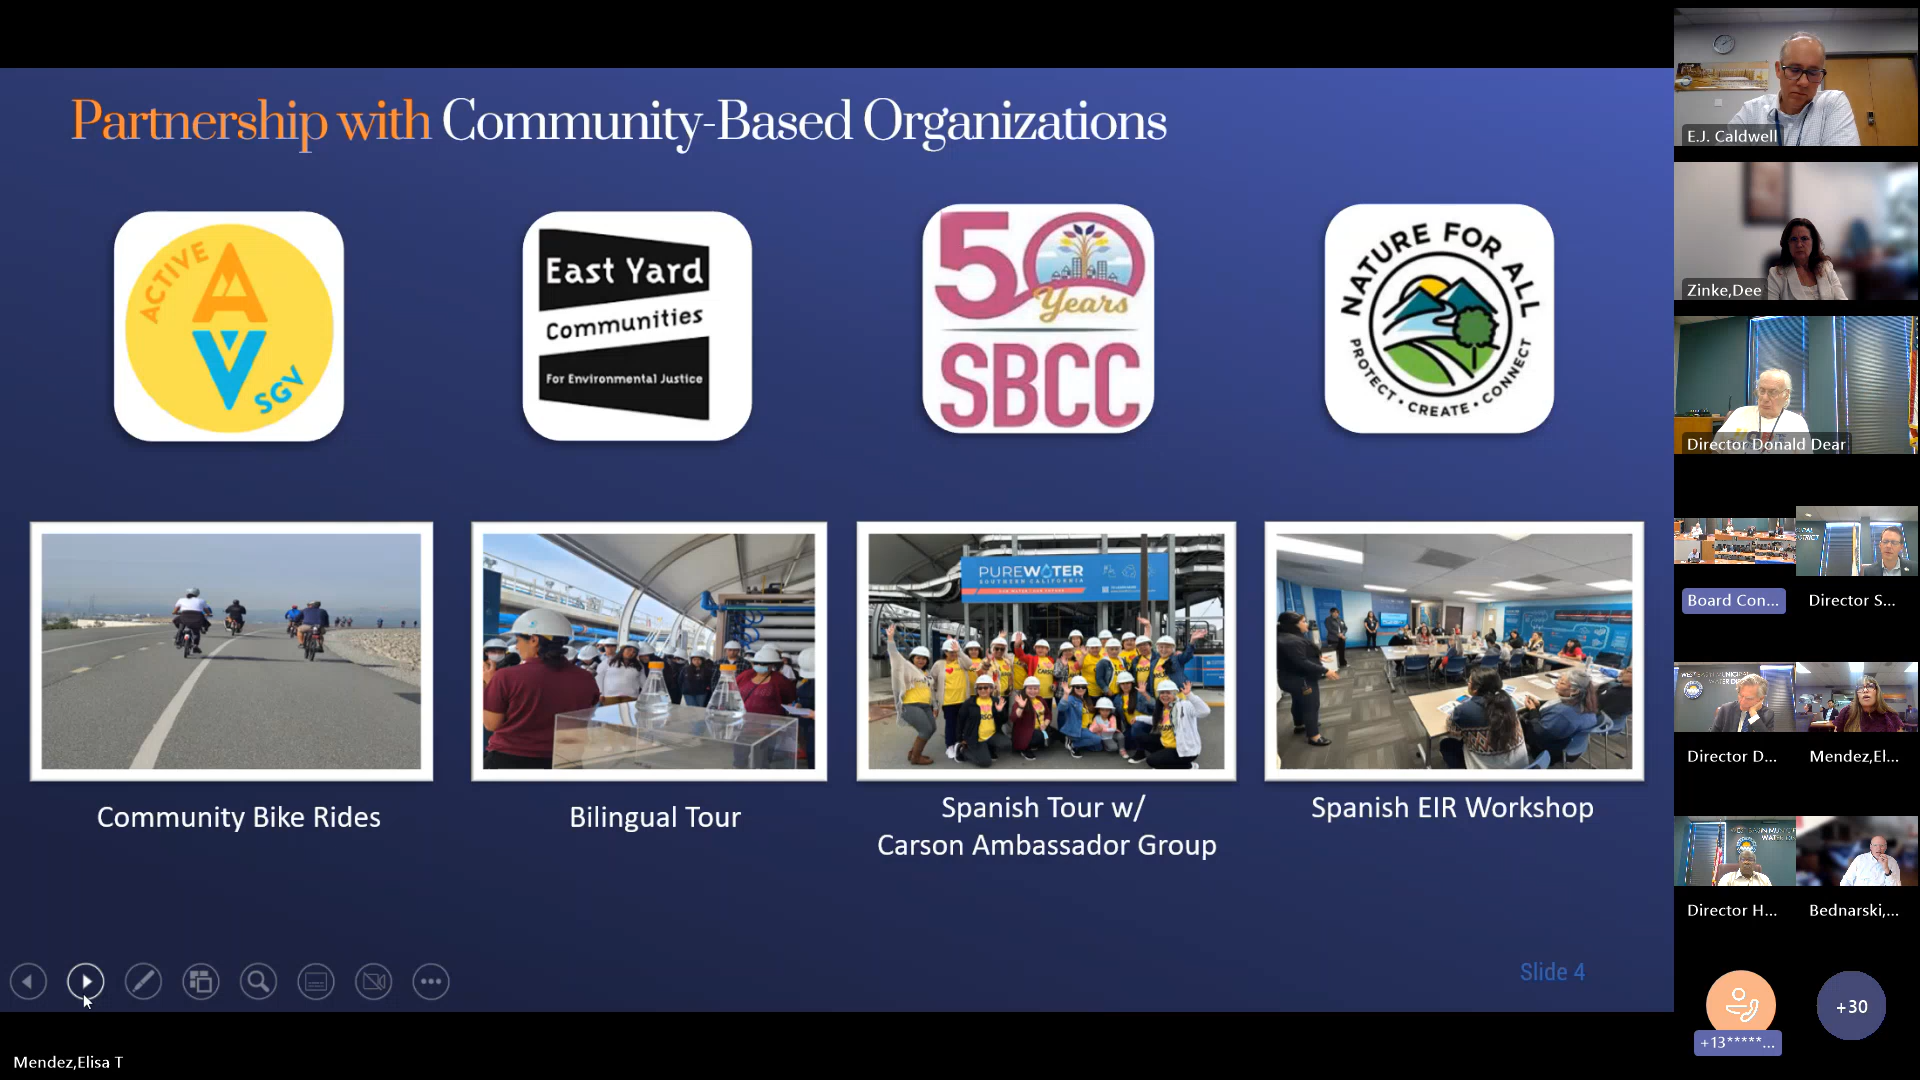 Partnership with Community-Based Organizations
ACTIVE
SGV
East Yard
Communities
For Environmental Justice
50
Years
SBCC
NATURE FOR ALL
PROTECT • CREATE • CONNECT
PUREWATER
SOUTHERN CALIFORNIA
Community Bike Rides
Bilingual Tour
Spanish Tour w/
Carson Ambassador Group
Spanish EIR Workshop
Slide 4
Mendez,Elisa T
E.J. Caldwell
Zinke,Dee
Director Donald Dear
Board Con...
Director S...
Director D...
Mendez,El...
Director H...
Bednarski,...
+13*****...
+30